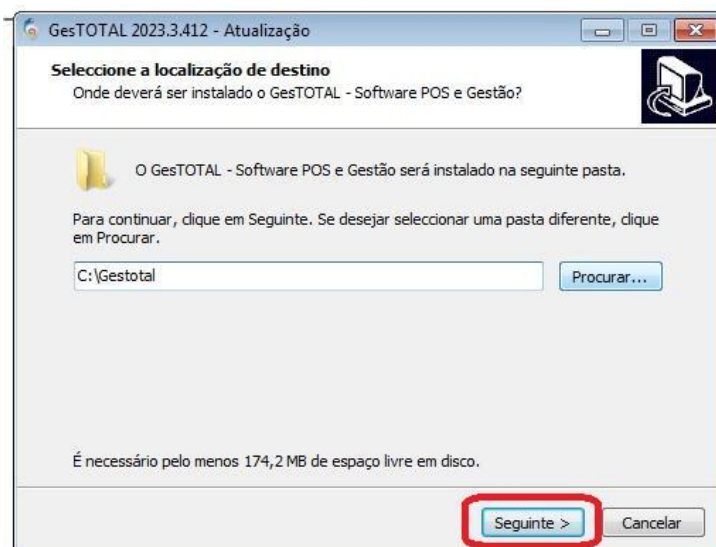 GesTOTAL 2023.3.412 - Atualização
Seleccione a localização de destino
Onde deverá ser instalado o GesTOTAL - Software POS e Gestão?
O GesTOTAL - Software POS e Gestão será instalado na seguinte pasta.
Para continuar, clique em Seguinte. Se desejar seleccionar uma pasta diferente, clique
em Procurar.
C:\Gestotal
Procurar...
É necessário pelo menos 174,2 MB de espaço livre em disco.
Seguinte >
Cancelar